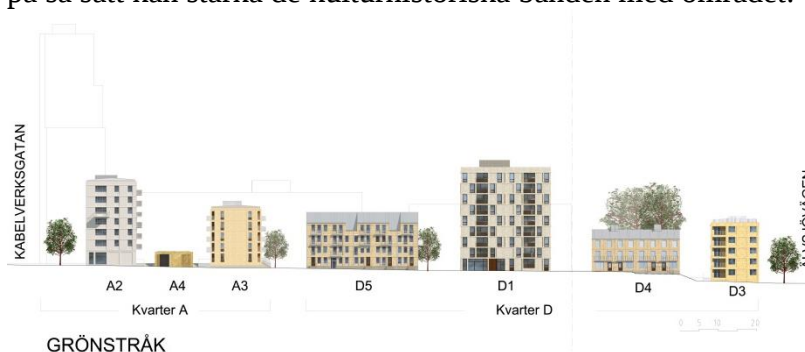 på så sätt kan stärka de kulturhistoriska banden med området.
KABELVERKSGATAN
A2 A4 A3 D5 D1 D4 D3
Kvarter A Kvarter D
0 5 10 20
GRÖNSTRÅK